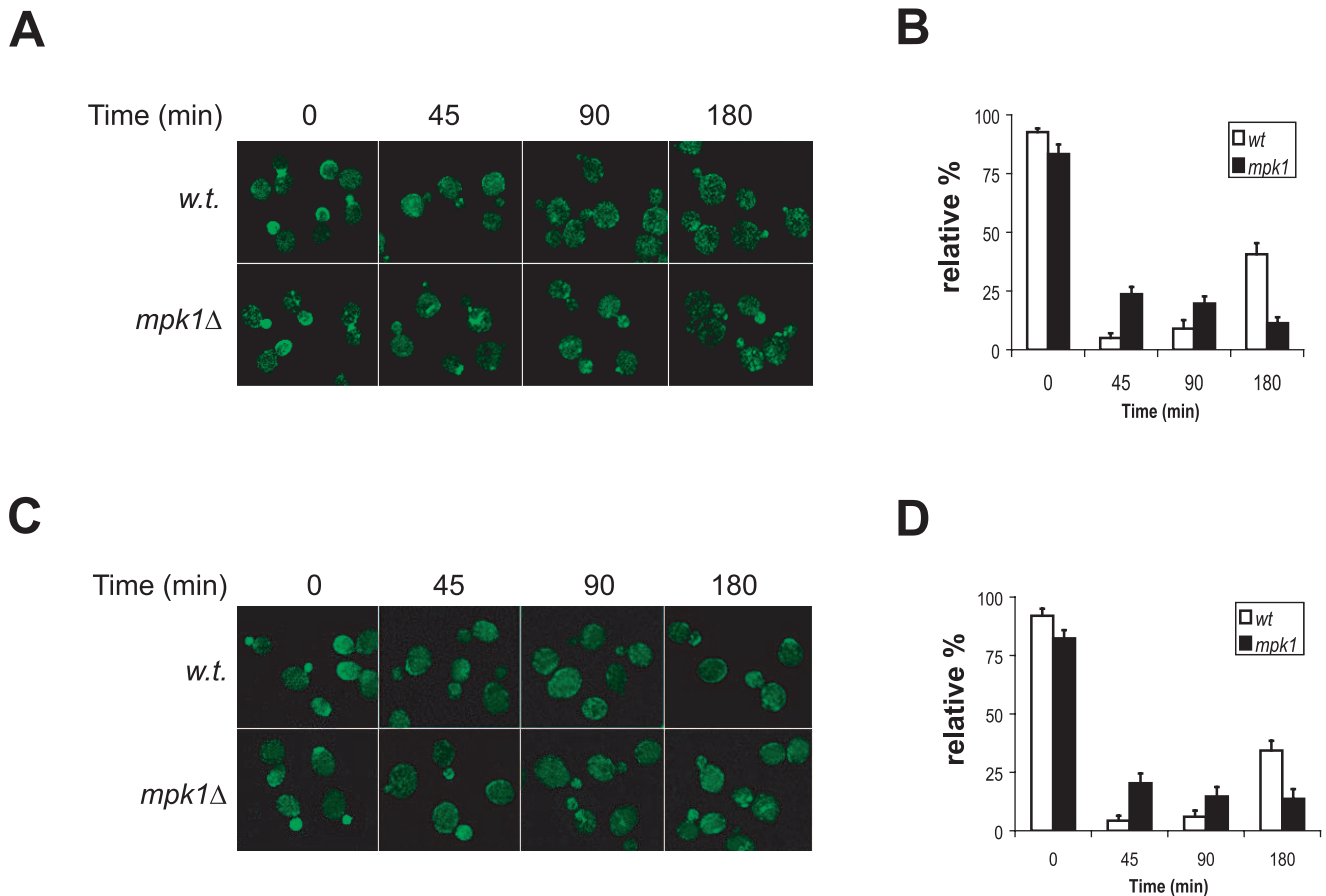 A
Time (min) 0 45 90 180
w.t.
mpk1Δ
B
relative %
100
75
50
25
0
wt
mpk1
0 45 90 180
Time (min)
C
Time (min) 0 45 90 180
w.t.
mpk1Δ
D
relative %
100
75
50
25
0
wt
mpk1
0 45 90 180
Time (min)